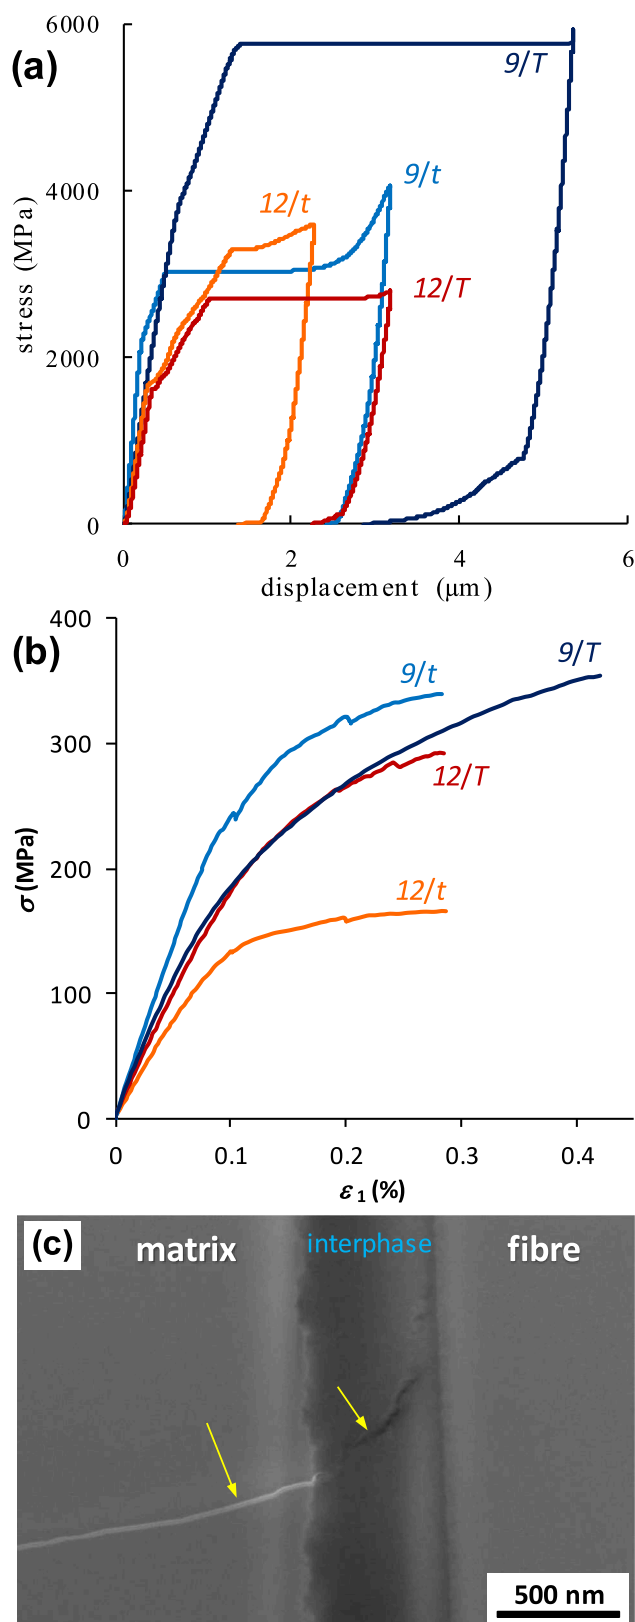 (a)
6000
4000
2000
0
stress (MPa)
9/T
9/t
12/t
12/T
0 2 4 6
displacement (μm)
(b)
400
300
200
100
0
σ (MPa)
9/t
9/T
12/T
12/t
0 0.1 0.2 0.3 0.4
ε 1 (%)
(c)
matrix interphase fibre
500 nm